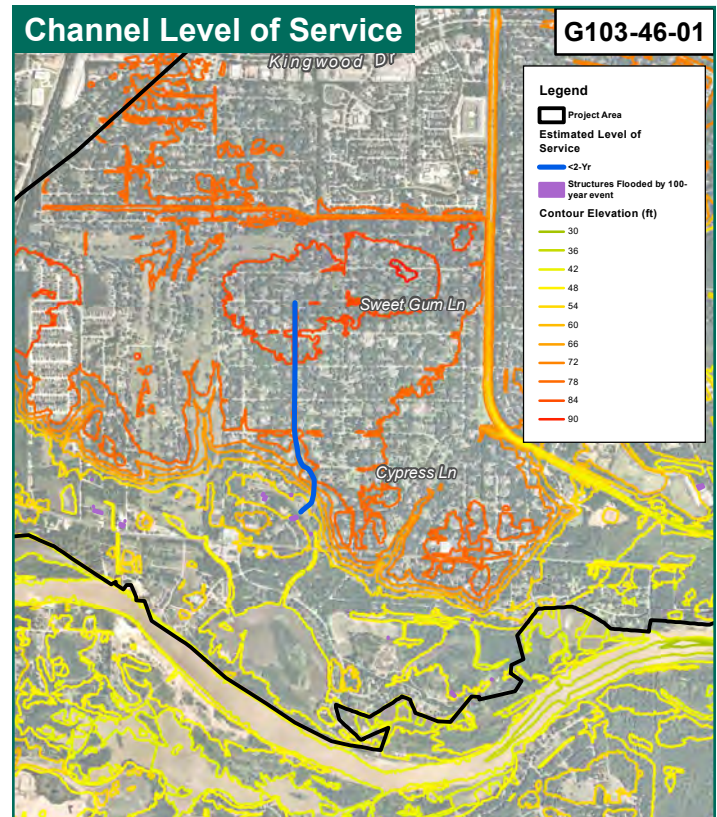 Channel Level of Service
G103-46-01
Kingwood Dr
Legend
Project Area
Estimated Level of
Service
<2-Yr
Structures Flooded by 100-
year event
Contour Elevation (ft)
30
36
42
48
54
60
66
72
78
84
90
Sweet Gum Ln
Cypress Ln